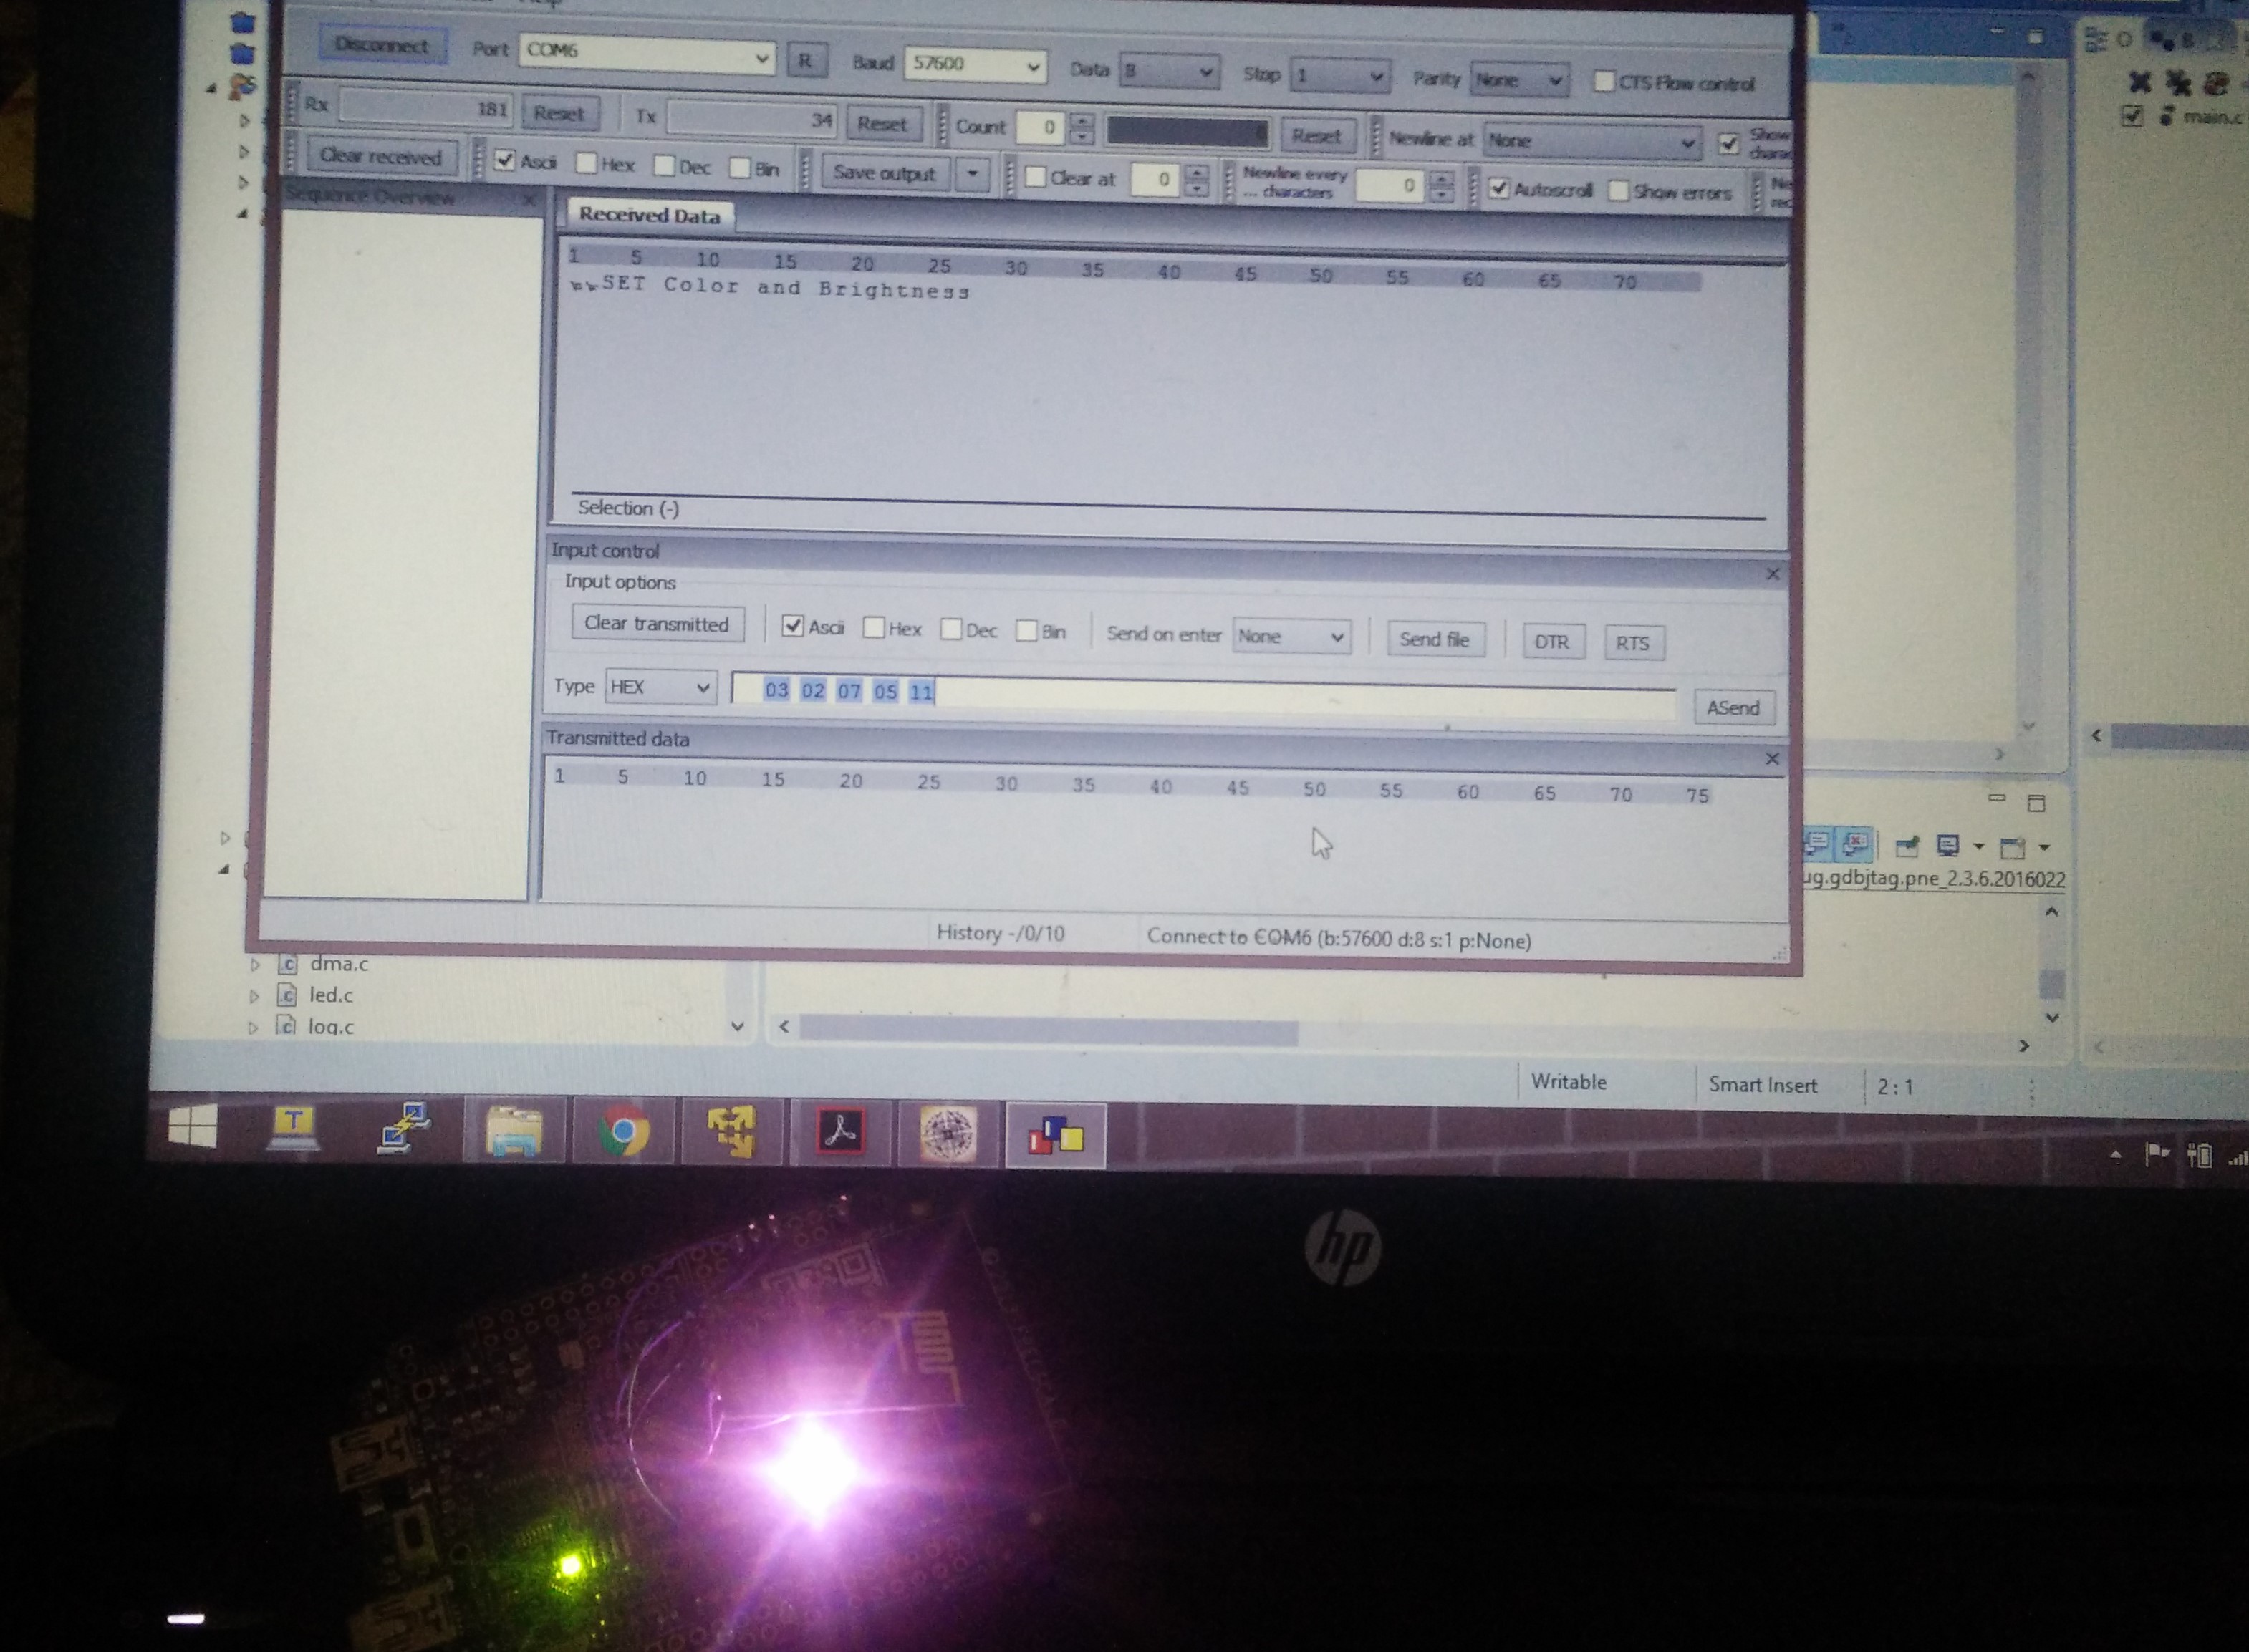 Disconnect Port COM6 R Baud 57600 Data 8 Stop 1 Parity None CTS Flow control
Rx 181 Reset Tx 34 Reset Count 0 Reset Newline at None Show
Clear received Ascii Hex Dec Bin Save output Clear at 0 Newline every
... characters 0 Autoscroll Show errors
Sequence Overview
Received Data
1 5 10 15 20 25 30 35 40 45 50 55 60 65 70
SET Color and Brightness
Selection (-)
Input control
Input options
Clear transmitted Ascii Hex Dec Bin Send on enter None Send file DTR RTS
Type HEX 03 02 07 05 11 ASend
Transmitted data
1 5 10 15 20 25 30 35 40 45 50 55 60 65 70 75
History -/0/10 Connect to COM6 (b:57600 d:8 s:1 p:None)
main.c
ug.gdbjtag.pne_2.3.6.2016022
dma.c
led.c
log.c
Writable Smart Insert 2 : 1
hp